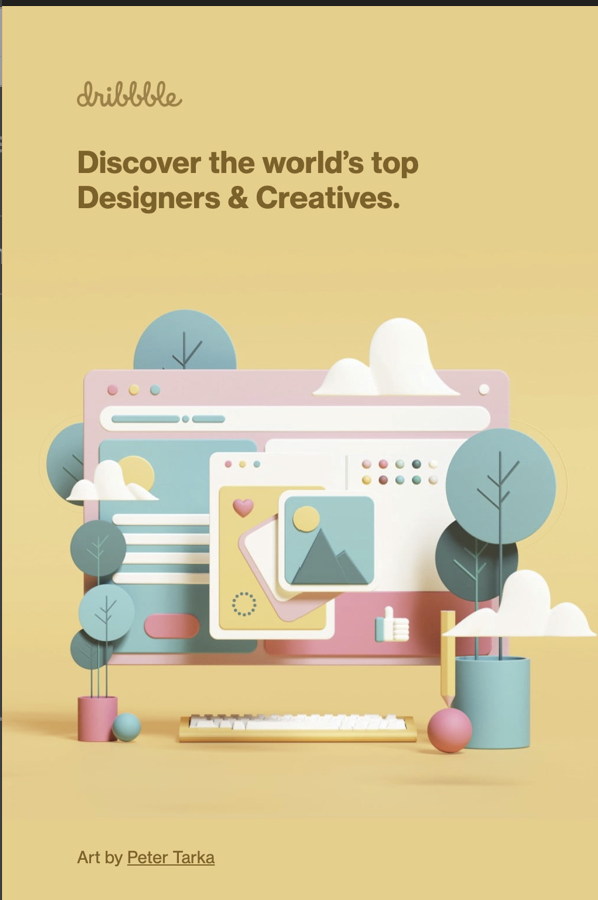 dribbble
Discover the world’s top
Designers & Creatives.
Art by Peter Tarka